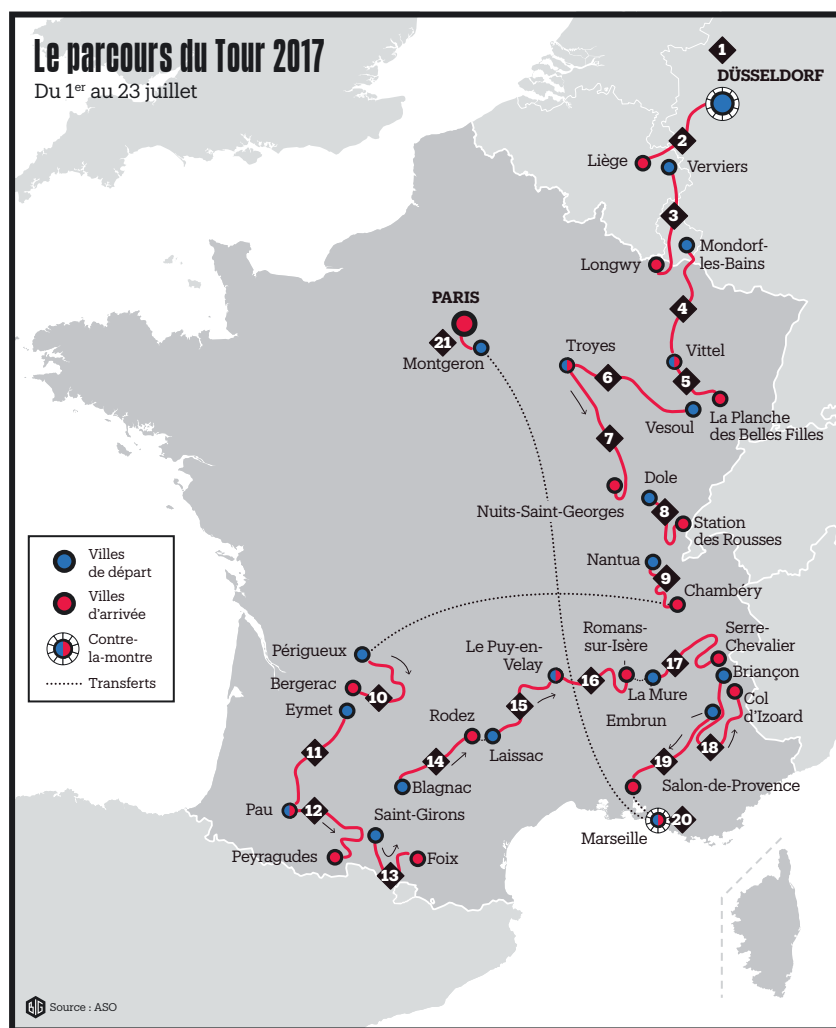 Le parcours du Tour 2017
Du 1er au 23 juillet
1
DÜSSELDORF
2
Liège
Verviers
3
Mondorf-
les-Bains
Longwy
PARIS
4
21
Montgeron
Troyes
Vittel
6
5
La Planche
des Belles Filles
Vesoul
7
Dole
Nuits-Saint-Georges
8
Station
des Rousses
Villes
de départ
Villes
d'arrivée
Contre-
la-montre
Transferts
Nantua
9
Chambéry
Périgueux
Bergerac
10
Eymet
11
Le Puy-en-
Velay
Romans-
sur-Isère
Serre-
Chevalier
17
16
La Mure
Briançon
Col
d'Izoard
15
Rodez
Embrun
14
Laissac
18
19
Blagnac
Salon-de-Provence
Pau
12
Saint-Girons
Marseille
20
Peyragudes
Foix
13
BIG
Source : ASO